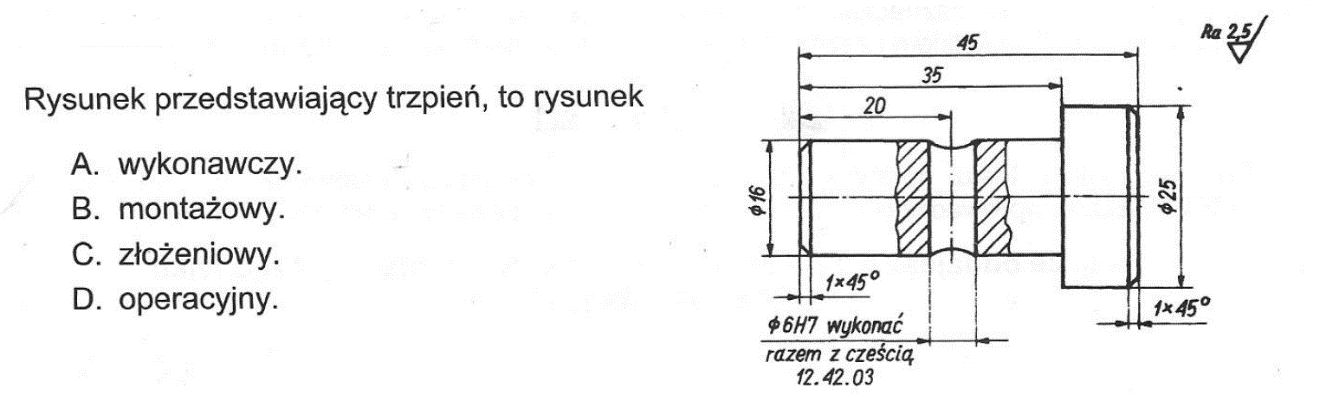 Rysunek przedstawiający trzpień, to rysunek
A. wykonawczy.
B. montażowy.
C. złożeniowy.
D. operacyjny.
Ra 2,5
45
35
20
ϕ16
ϕ25
1×45°
1×45°
ϕ6H7 wykonać
razem z cześcią
12.42.03